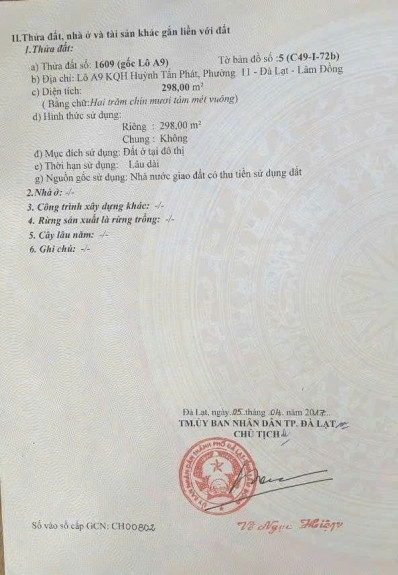 II.Thửa đất, nhà ở và tài sản khác gắn liền với đất
1.Thửa đất:
a) Thửa đất số: 1609 (gốc Lô A9) Tờ bản đồ số :5 (C49-I-72b)
b) Địa chỉ: Lô A9 KQH Huỳnh Tấn Phát, Phường 11 - Đà Lạt - Lâm Đồng
c) Diện tích: 298,00 m²
( Bằng chữ:Hai trăm chín mươi tám mét vuông)
d) Hình thức sử dụng:
Riêng : 298,00 m²
Chung : Không
đ) Mục đích sử dụng: Đất ở tại đô thị
e) Thời hạn sử dụng: Lâu dài
g) Nguồn gốc sử dụng: Nhà nước giao đất có thu tiền sử dụng đất
2.Nhà ở: -/-
3. Công trình xây dựng khác: -/-
4. Rừng sản xuất là rừng trồng: -/-
5. Cây lâu năm: -/-
6. Ghi chú: -/-
Đà Lạt, ngày 05 tháng 04 năm 2017
TM.ỦY BAN NHÂN DÂN TP. ĐÀ LẠT
CHỦ TỊCH
Số vào sổ cấp GCN: CH00802
Võ Ngọc